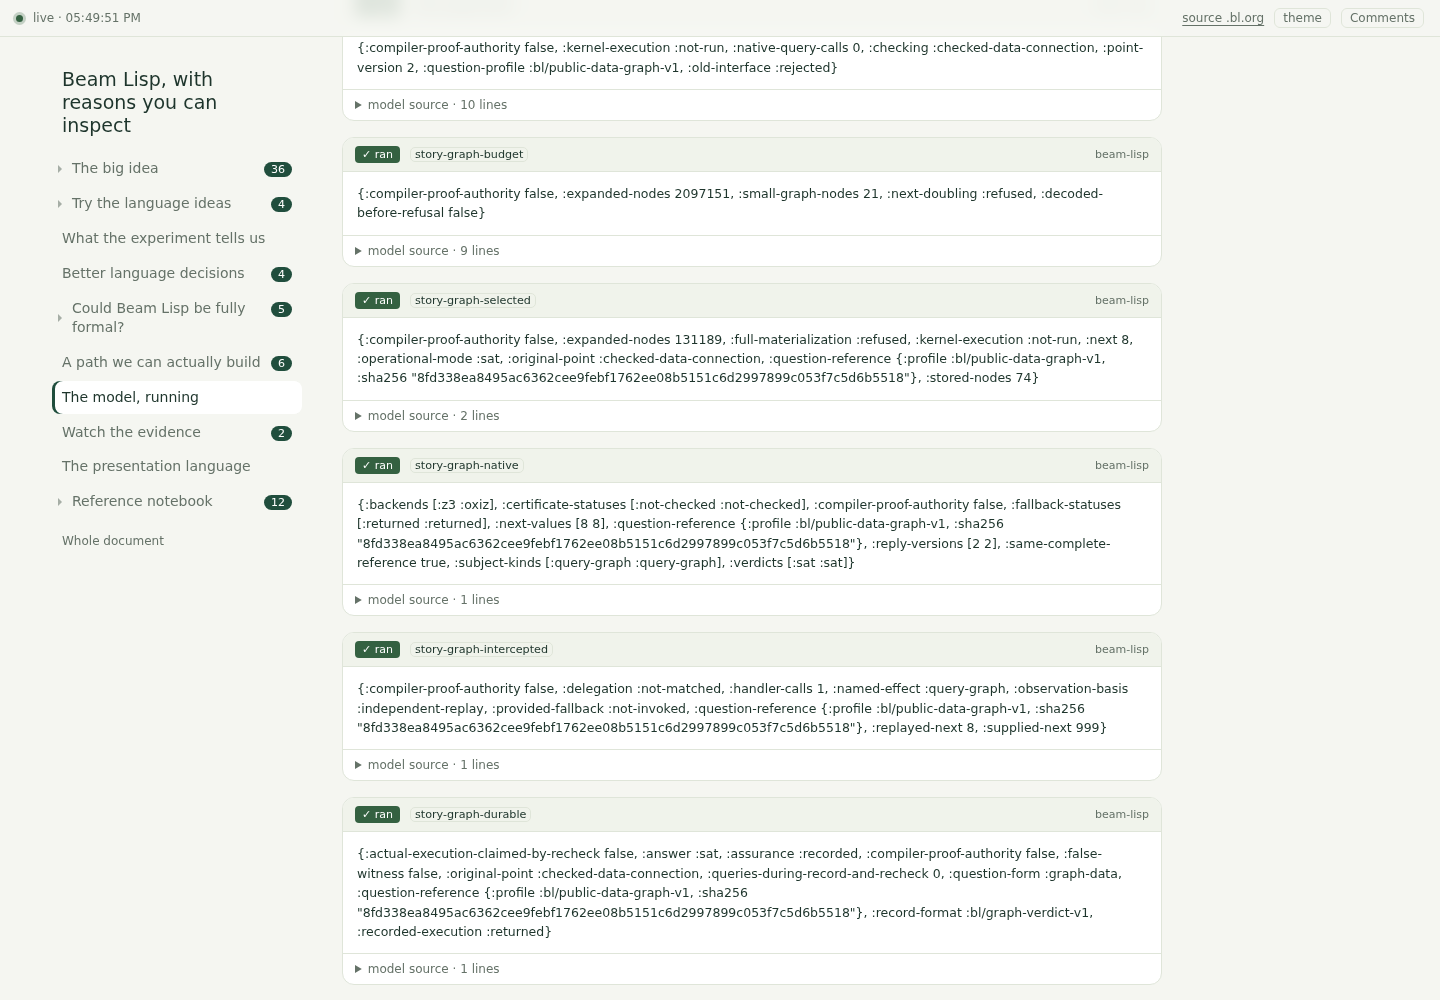 live · 05:49:51 PM
source .bl.org
theme
Comments
Beam Lisp, with
reasons you can
inspect
The big idea 36
Try the language ideas 4
What the experiment tells us
Better language decisions 4
Could Beam Lisp be fully
formal? 5
A path we can actually build 6
The model, running
Watch the evidence 2
The presentation language
Reference notebook 12
Whole document
{:compiler-proof-authority false, :kernel-execution :not-run, :native-query-calls 0, :checking :checked-data-connection, :point-
version 2, :question-profile :bl/public-data-graph-v1, :old-interface :rejected}
model source · 10 lines
✓ ran story-graph-budget beam-lisp
{:compiler-proof-authority false, :expanded-nodes 2097151, :small-graph-nodes 21, :next-doubling :refused, :decoded-
before-refusal false}
model source · 9 lines
✓ ran story-graph-selected beam-lisp
{:compiler-proof-authority false, :expanded-nodes 131189, :full-materialization :refused, :kernel-execution :not-run, :next 8,
:operational-mode :sat, :original-point :checked-data-connection, :question-reference {:profile :bl/public-data-graph-v1,
:sha256 "8fd338ea8495ac6362cee9febf1762ee08b5151c6d2997899c053f7c5d6b5518"}, :stored-nodes 74}
model source · 2 lines
✓ ran story-graph-native beam-lisp
{:backends [:z3 :oxiz], :certificate-statuses [:not-checked :not-checked], :compiler-proof-authority false, :fallback-statuses
[:returned :returned], :next-values [8 8], :question-reference {:profile :bl/public-data-graph-v1, :sha256
"8fd338ea8495ac6362cee9febf1762ee08b5151c6d2997899c053f7c5d6b5518"}, :reply-versions [2 2], :same-complete-
reference true, :subject-kinds [:query-graph :query-graph], :verdicts [:sat :sat]}
model source · 1 lines
✓ ran story-graph-intercepted beam-lisp
{:compiler-proof-authority false, :delegation :not-matched, :handler-calls 1, :named-effect :query-graph, :observation-basis
:independent-replay, :provided-fallback :not-invoked, :question-reference {:profile :bl/public-data-graph-v1, :sha256
"8fd338ea8495ac6362cee9febf1762ee08b5151c6d2997899c053f7c5d6b5518"}, :replayed-next 8, :supplied-next 999}
model source · 1 lines
✓ ran story-graph-durable beam-lisp
{:actual-execution-claimed-by-recheck false, :answer :sat, :assurance :recorded, :compiler-proof-authority false, :false-
witness false, :original-point :checked-data-connection, :queries-during-record-and-recheck 0, :question-form :graph-data,
:question-reference {:profile :bl/public-data-graph-v1, :sha256
"8fd338ea8495ac6362cee9febf1762ee08b5151c6d2997899c053f7c5d6b5518"}, :record-format :bl/graph-verdict-v1,
:recorded-execution :returned}
model source · 1 lines